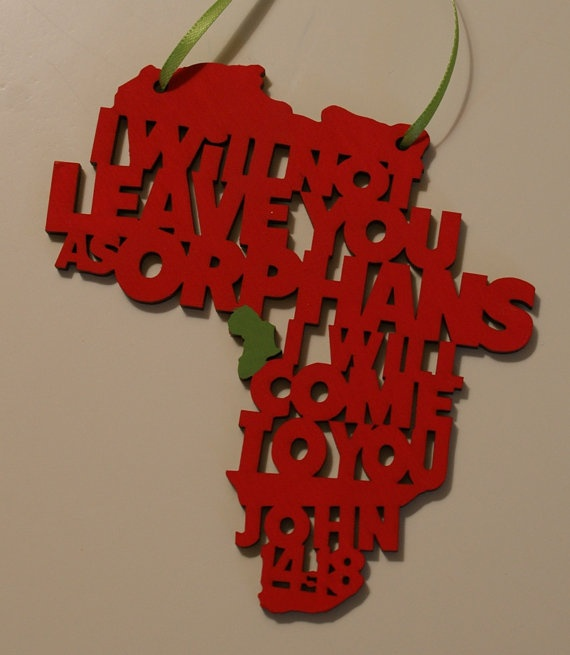 I WiLL NOT
LEAVE YOU
AS ORPHANS
I WILL
COME
TO YOU
JOHN
14:18